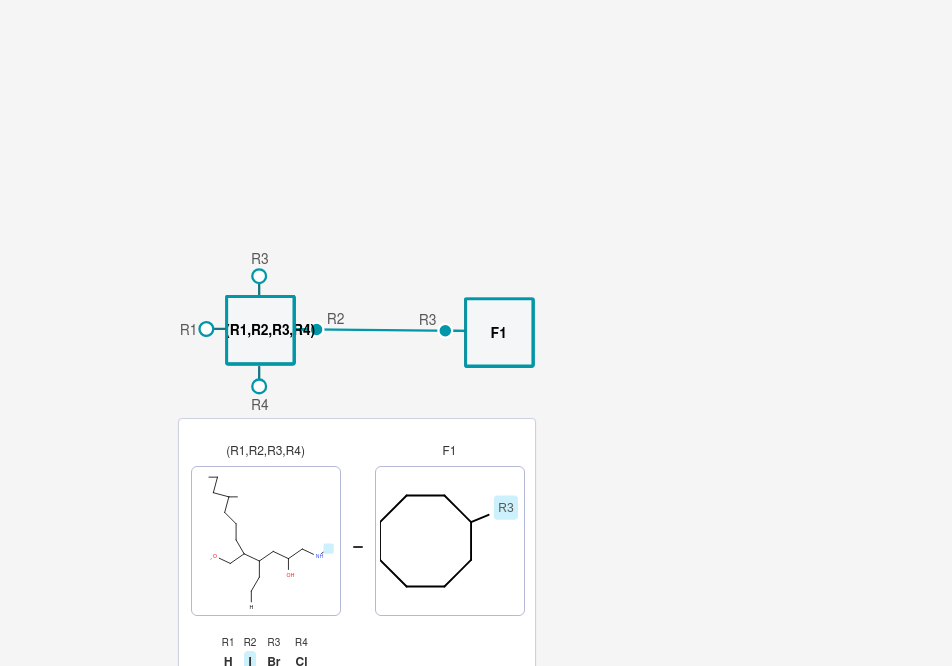 R3
R1 (R1,R2,R3,R4) R2 R3 F1
R4
(R1,R2,R3,R4) F1
R3
O NH
OH
H
R1 R2 R3 R4
H I Br Cl